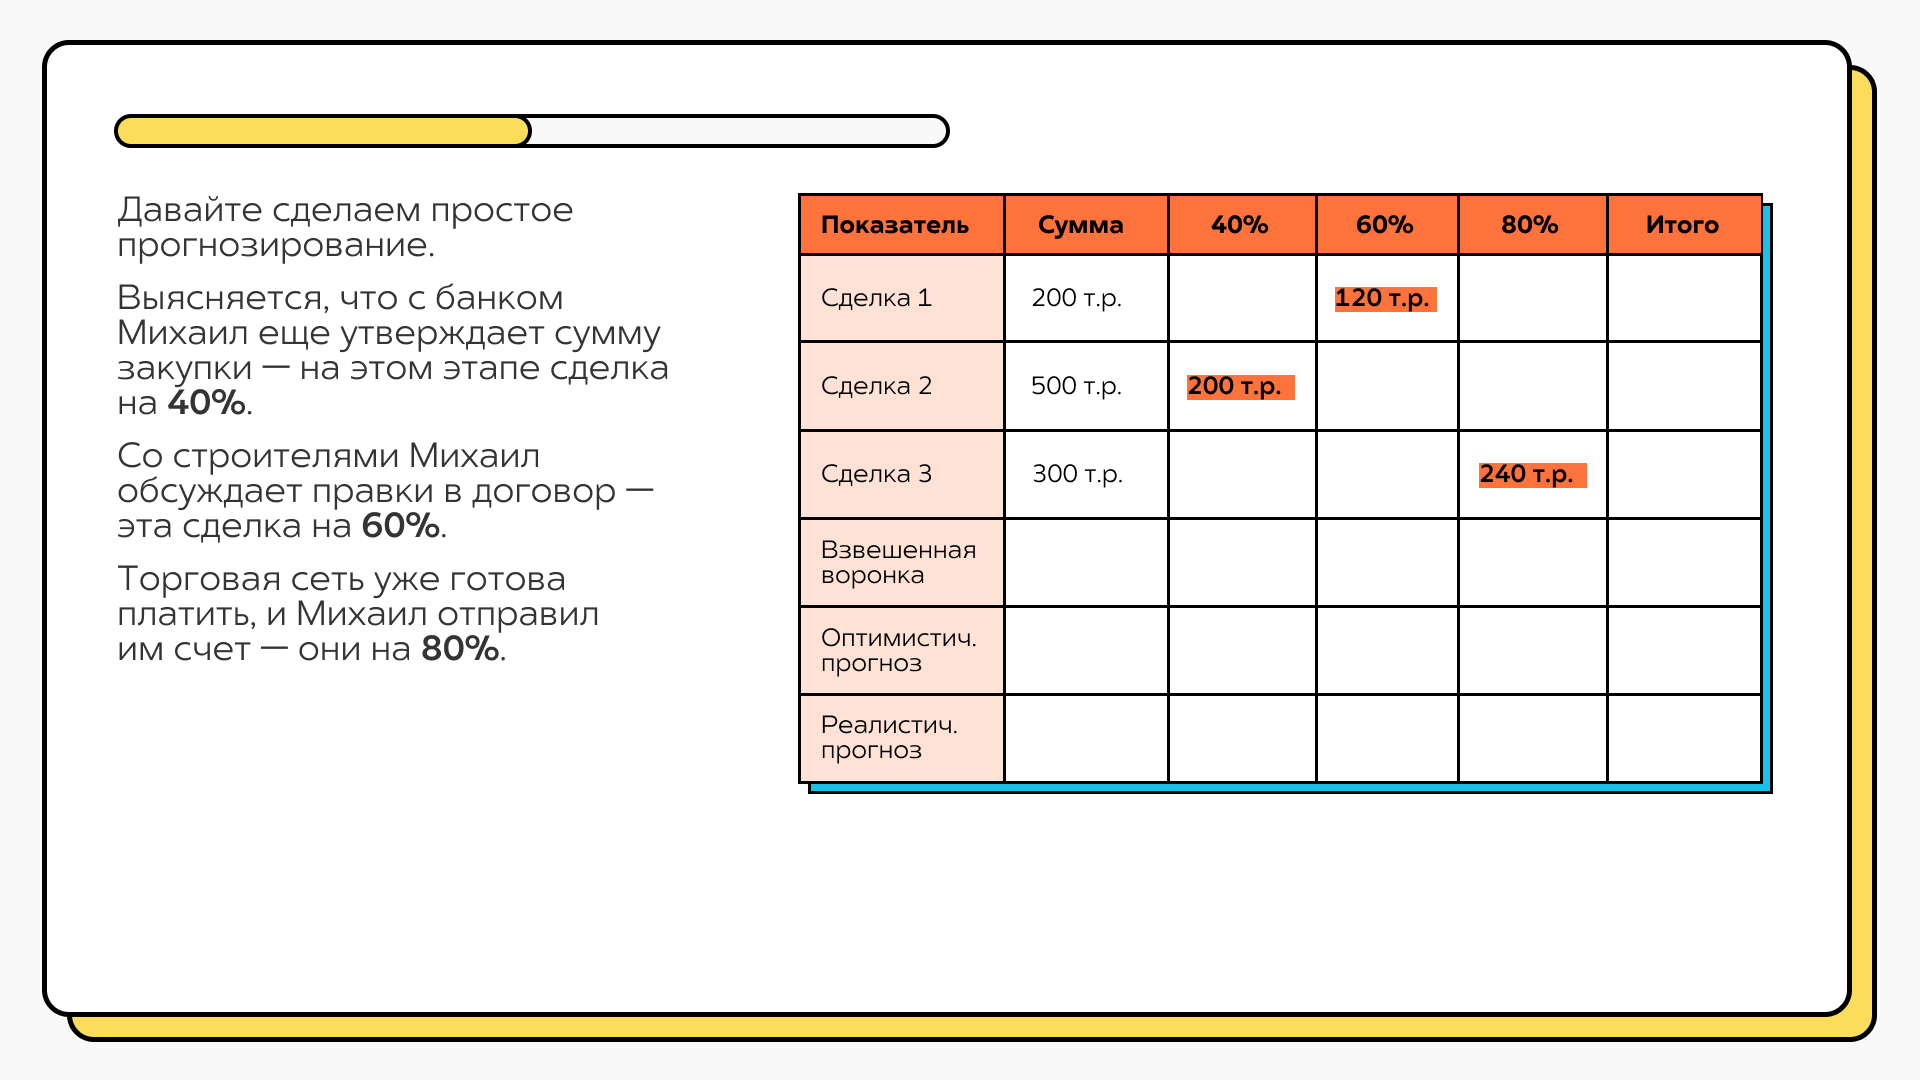 Давайте сделаем простое
прогнозирование.
Выясняется, что с банком
Михаил еще утверждает сумму
закупки — на этом этапе сделка
на 40%.
Со строителями Михаил
обсуждает правки в договор —
эта сделка на 60%.
Торговая сеть уже готова
платить, и Михаил отправил
им счет — они на 80%.
Показатель Сумма 40% 60% 80% Итого
Сделка 1 200 т.р. 120 т.р.
Сделка 2 500 т.р. 200 т.р.
Сделка 3 300 т.р. 240 т.р.
Взвешенная
воронка
Оптимистич.
прогноз
Реалистич.
прогноз